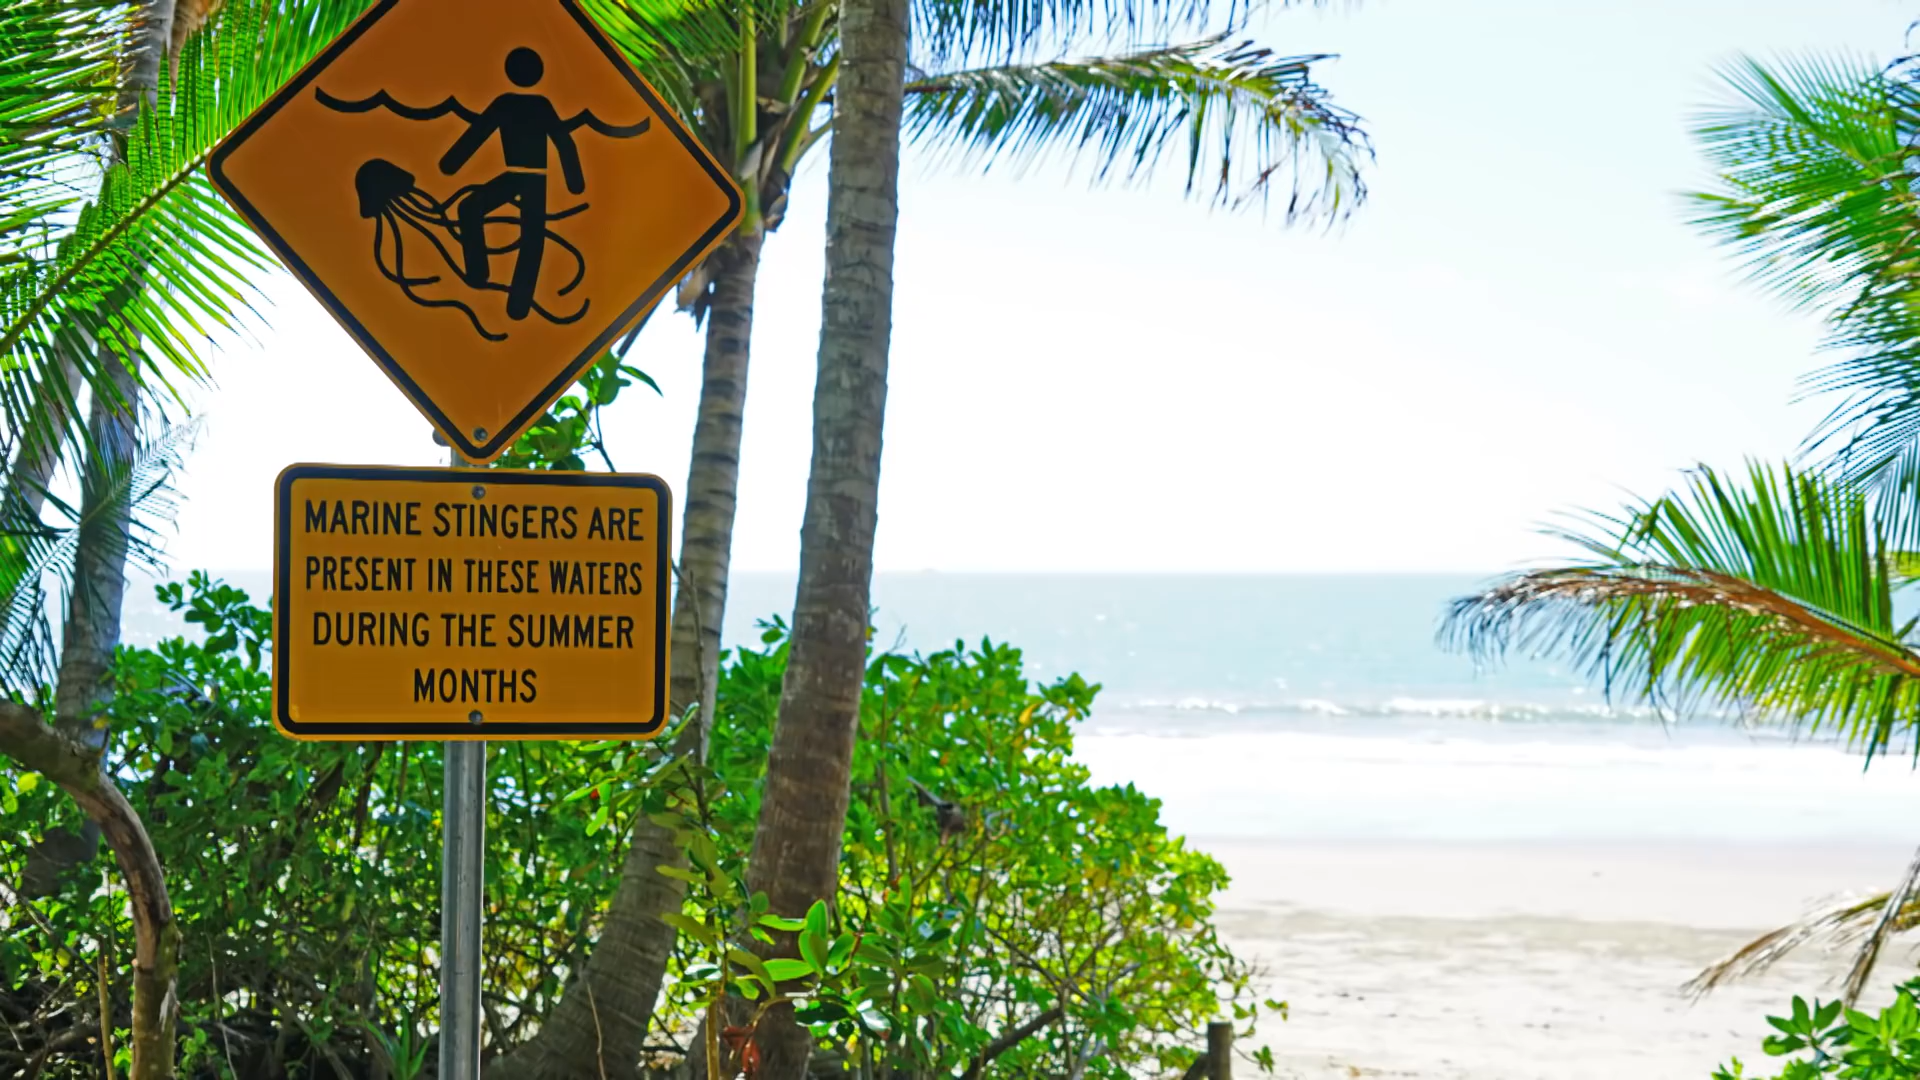 MARINE STINGERS ARE
PRESENT IN THESE WATERS
DURING THE SUMMER
MONTHS